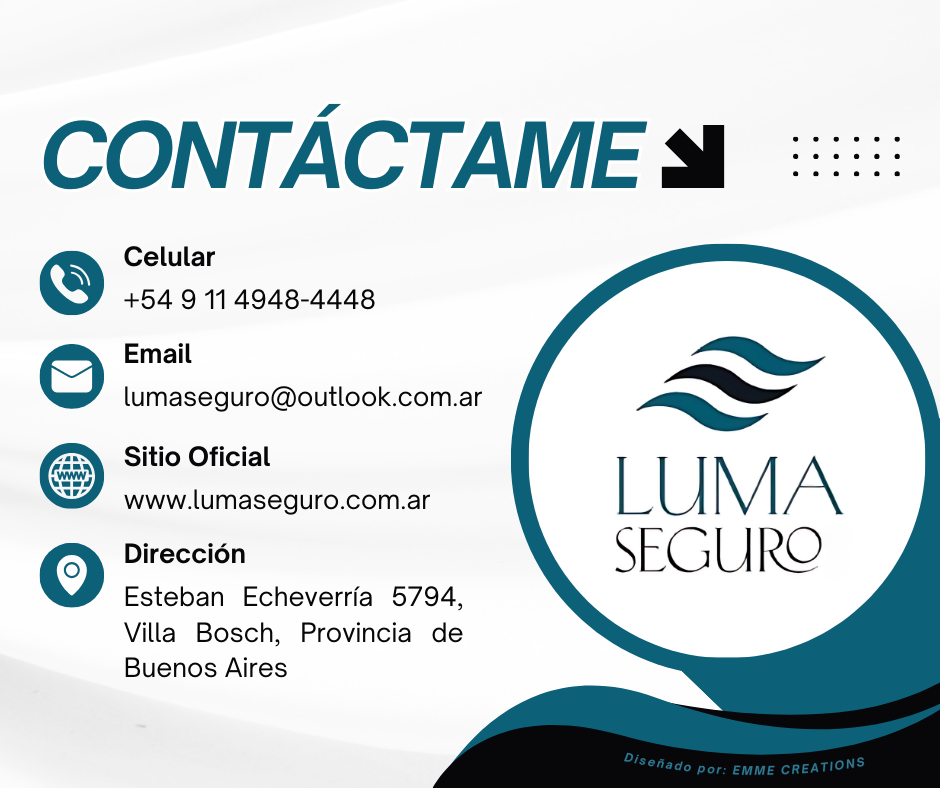 CONTÁCTAME
Celular
+54 9 11 4948-4448
Email
lumaseguro@outlook.com.ar
Sitio Oficial
www.lumaseguro.com.ar
WWW
Dirección
Esteban Echeverría 5794,
Villa Bosch, Provincia de
Buenos Aires
LUMA
SEGURO
Diseñado por: EMME CREATIONS